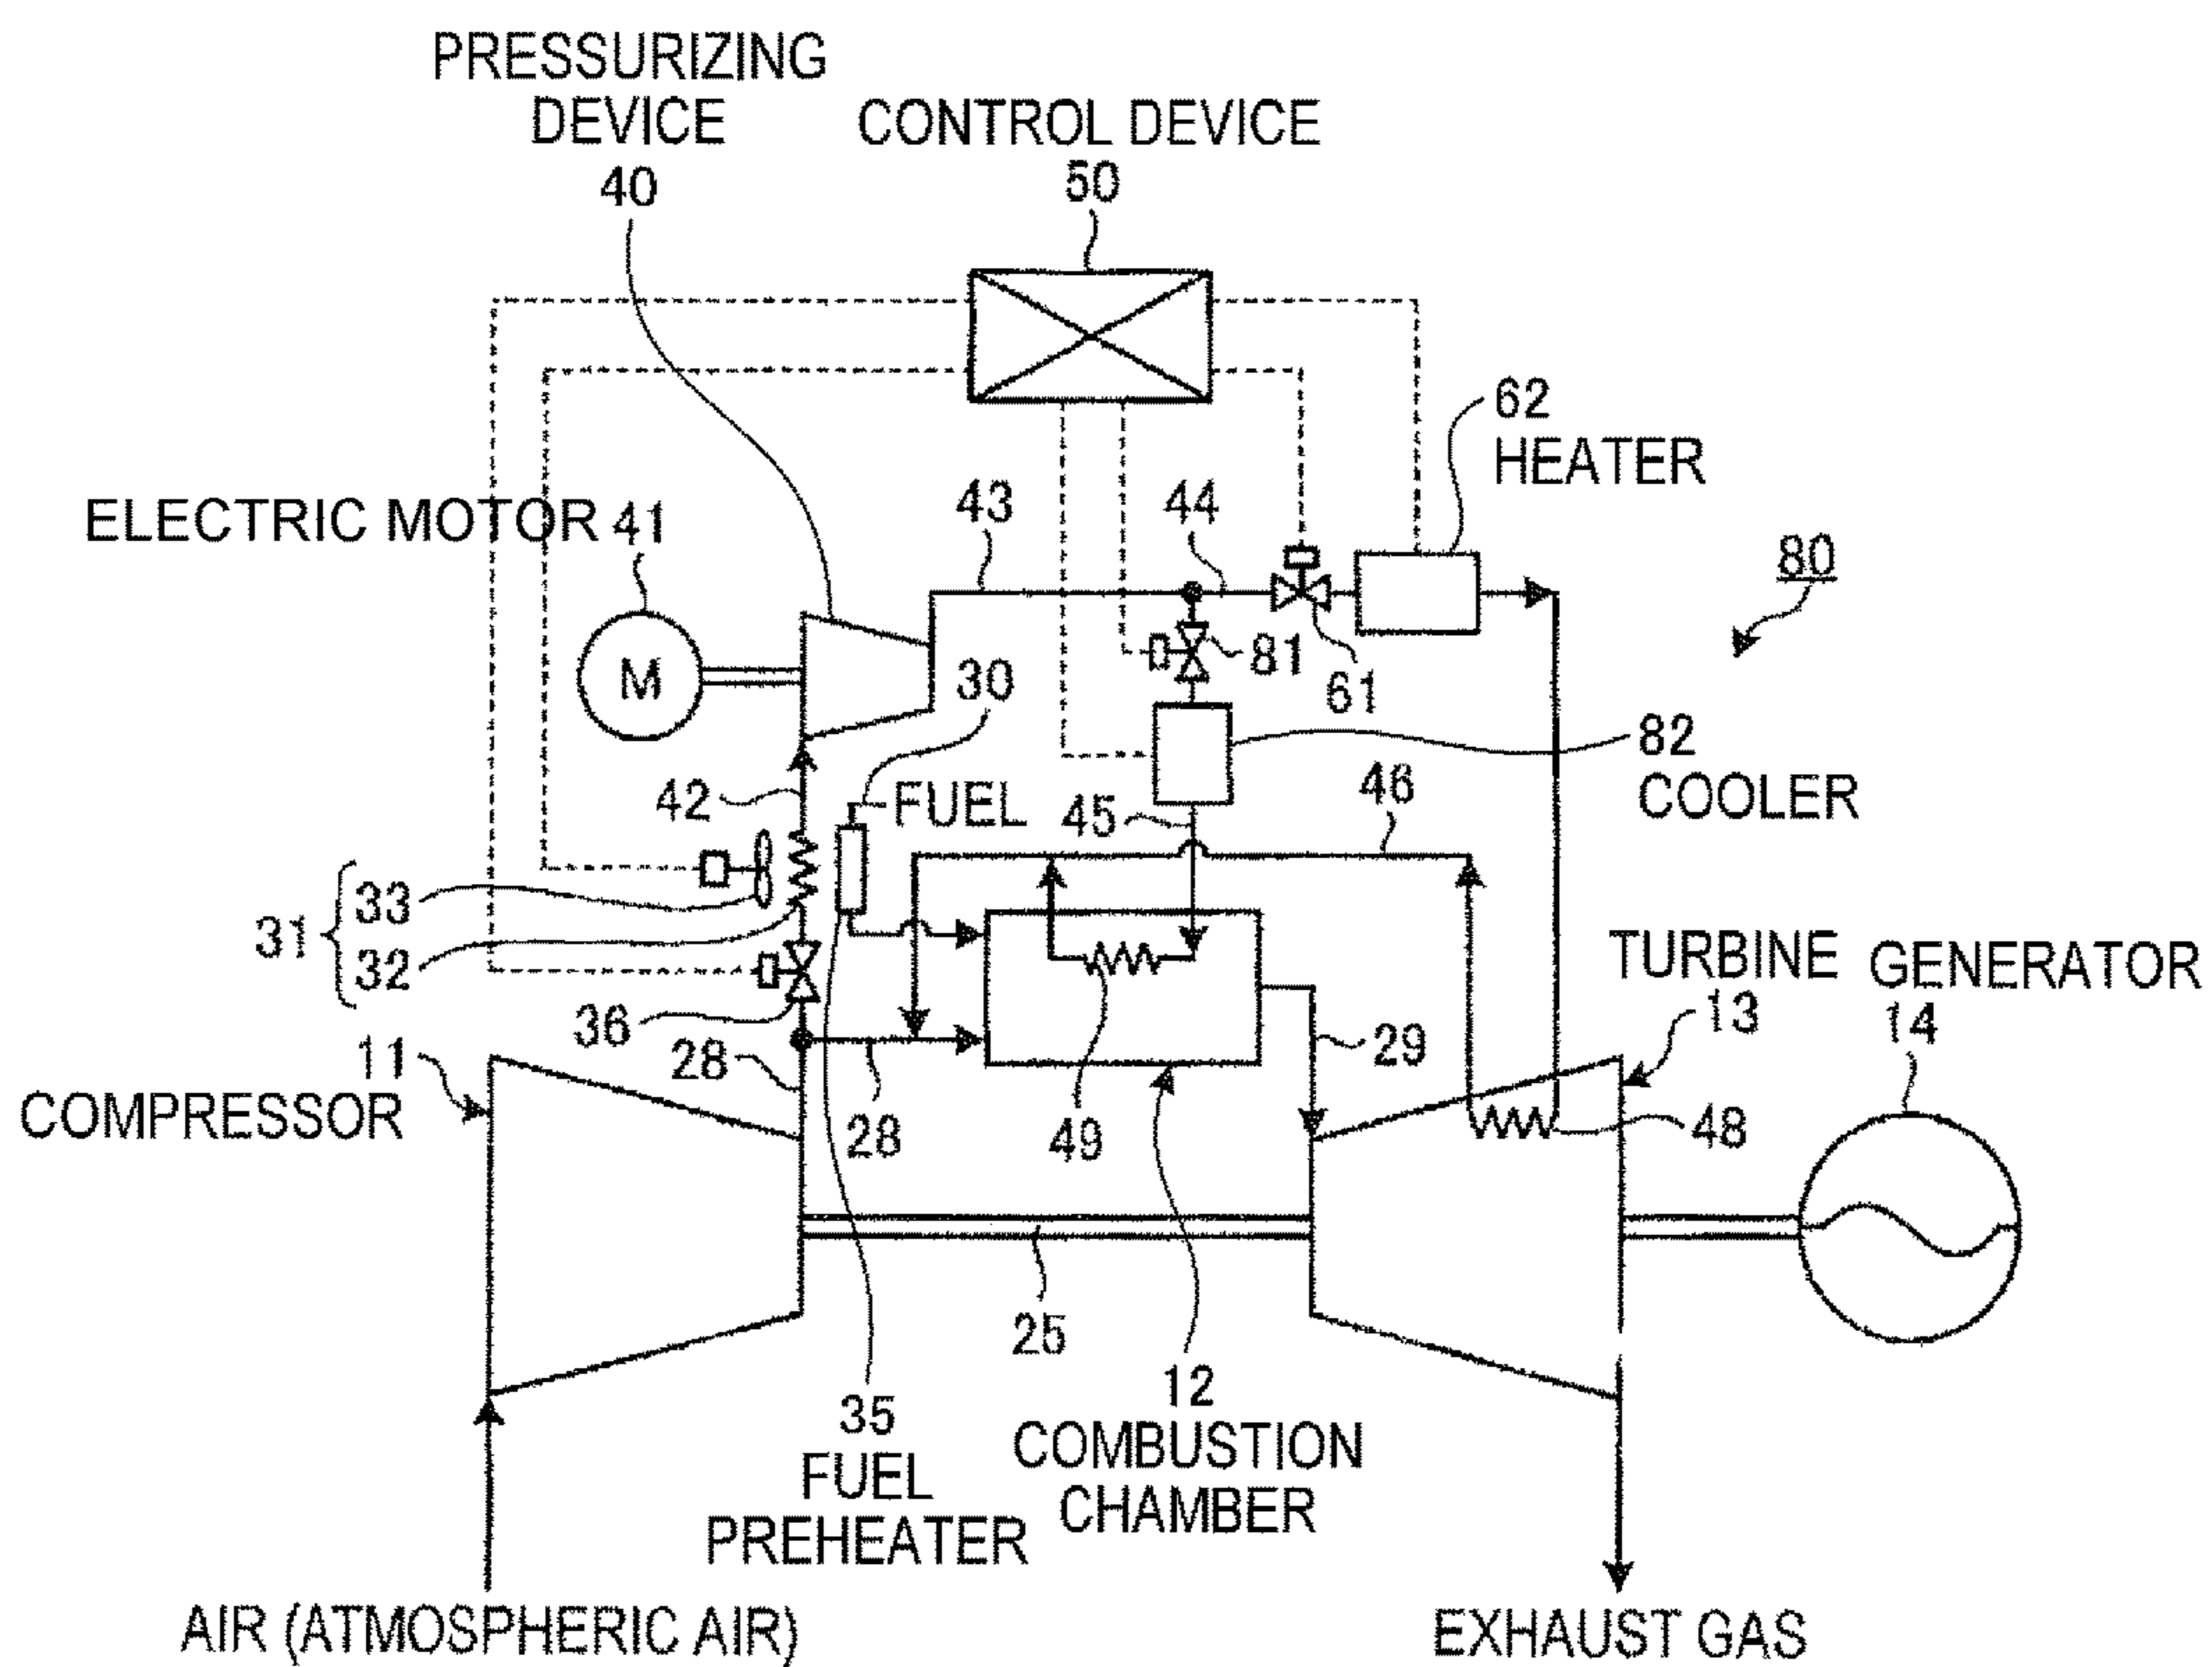 PRESSURIZING
DEVICE
40
CONTROL DEVICE
50
62
HEATER
ELECTRIC MOTOR 41
43
44
80
M
30
81
61
82
COOLER
42
FUEL
45
46
31
33
32
36
TURBINE
13
GENERATOR
14
11
COMPRESSOR
28
28
49
29
48
25
35
FUEL
PREHEATER
12
COMBUSTION
CHAMBER
AIR (ATMOSPHERIC AIR)
EXHAUST GAS